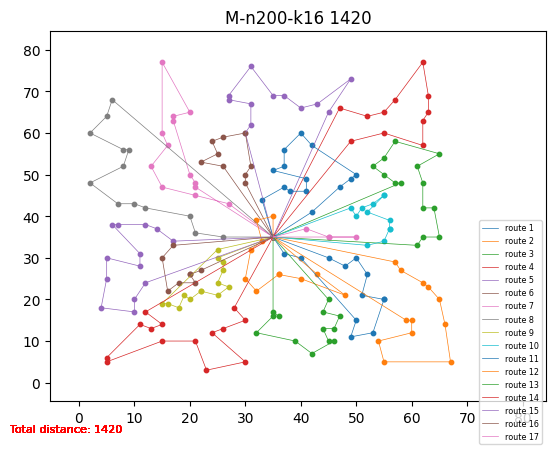 M-n200-k16 1420
80
70
60
50
40
30
20
10
0
0 10 20 30 40 50 60 70 80
route 1
route 2
route 3
route 4
route 5
route 6
route 7
route 8
route 9
route 10
route 11
route 12
route 13
route 14
route 15
route 16
route 17
Total distance: 1420